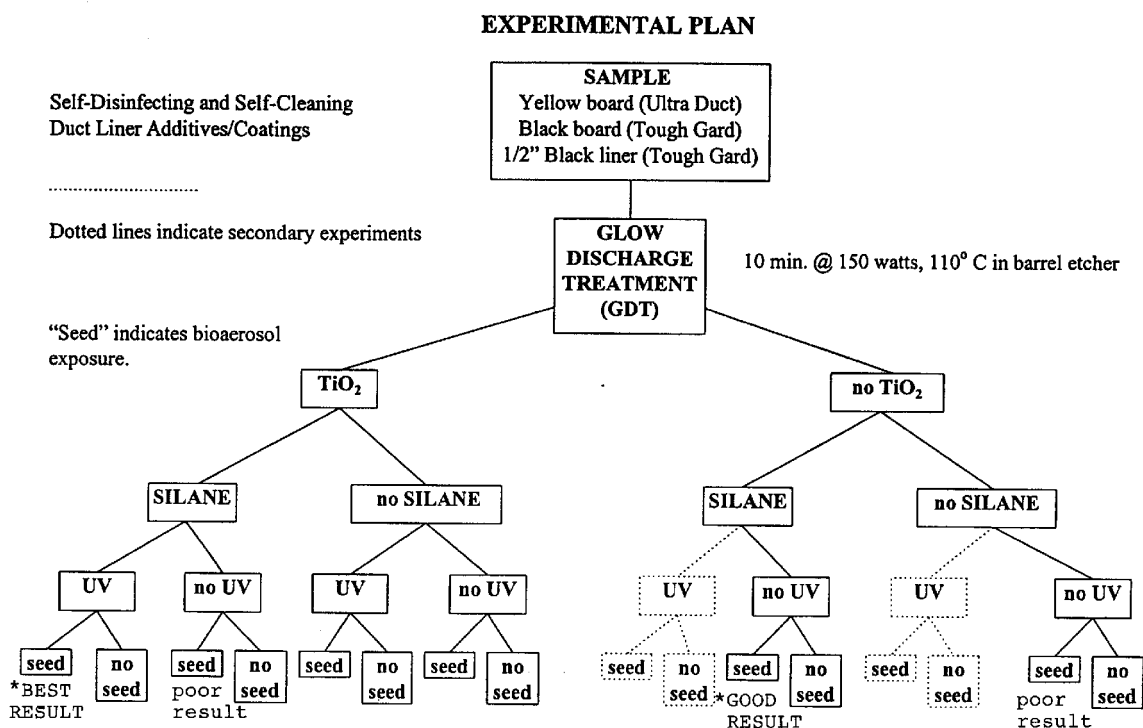 EXPERIMENTAL PLAN
Self-Disinfecting and Self-Cleaning
Duct Liner Additives/Coatings
Dotted lines indicate secondary experiments
“Seed” indicates bioaerosol
exposure.
SAMPLE
Yellow board (Ultra Duct)
Black board (Tough Gard)
1/2” Black liner (Tough Gard)
GLOW
DISCHARGE
TREATMENT
(GDT)
10 min. @ 150 watts, 110° C in barrel etcher
TiO₂ no TiO₂
SILANE no SILANE SILANE no SILANE
UV no UV UV no UV UV no UV UV no UV
seed no seed no seed no seed no seed no seed no seed no seed no
seed seed seed seed seed seed seed seed
*BEST poor *GOOD poor
RESULT result RESULT result